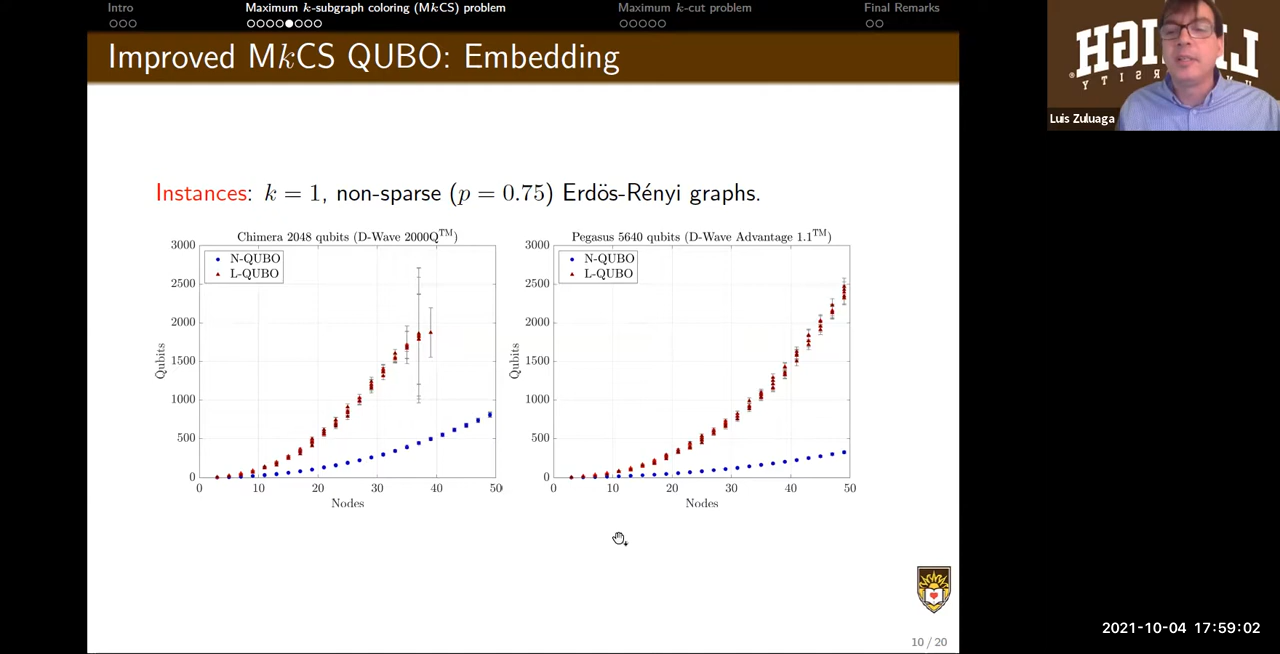 Intro
Maximum k-subgraph coloring (MkCS) problem
Maximum k-cut problem
Final Remarks
Improved MkCS QUBO: Embedding
Instances: k = 1, non-sparse (p = 0.75) Erdös-Rényi graphs.
Chimera 2048 qubits (D-Wave 2000Q™)
3000
2500
2000
1500
1000
500
0
Qubits
N-QUBO
L-QUBO
0 10 20 30 40 50
Nodes
Pegasus 5640 qubits (D-Wave Advantage 1.1™)
3000
2500
2000
1500
1000
500
0
Qubits
N-QUBO
L-QUBO
0 10 20 30 40 50
Nodes
10 / 20
Luis Zuluaga
2021-10-04 17:59:02